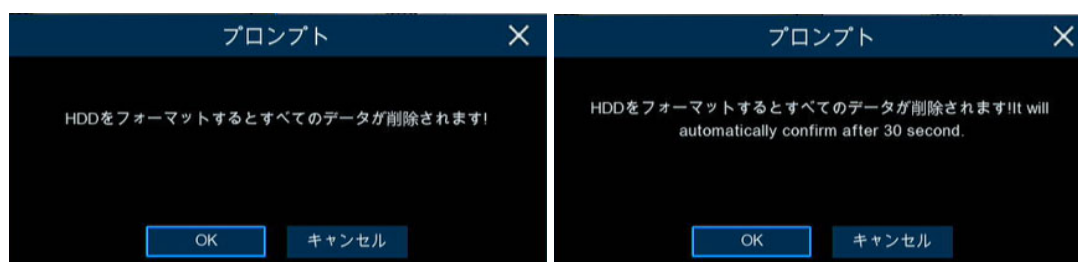 プロンプト
HDDをフォーマットするとすべてのデータが削除されます!
OK
キャンセル
プロンプト
HDDをフォーマットするとすべてのデータが削除されます!It will
automatically confirm after 30 second.
OK
キャンセル